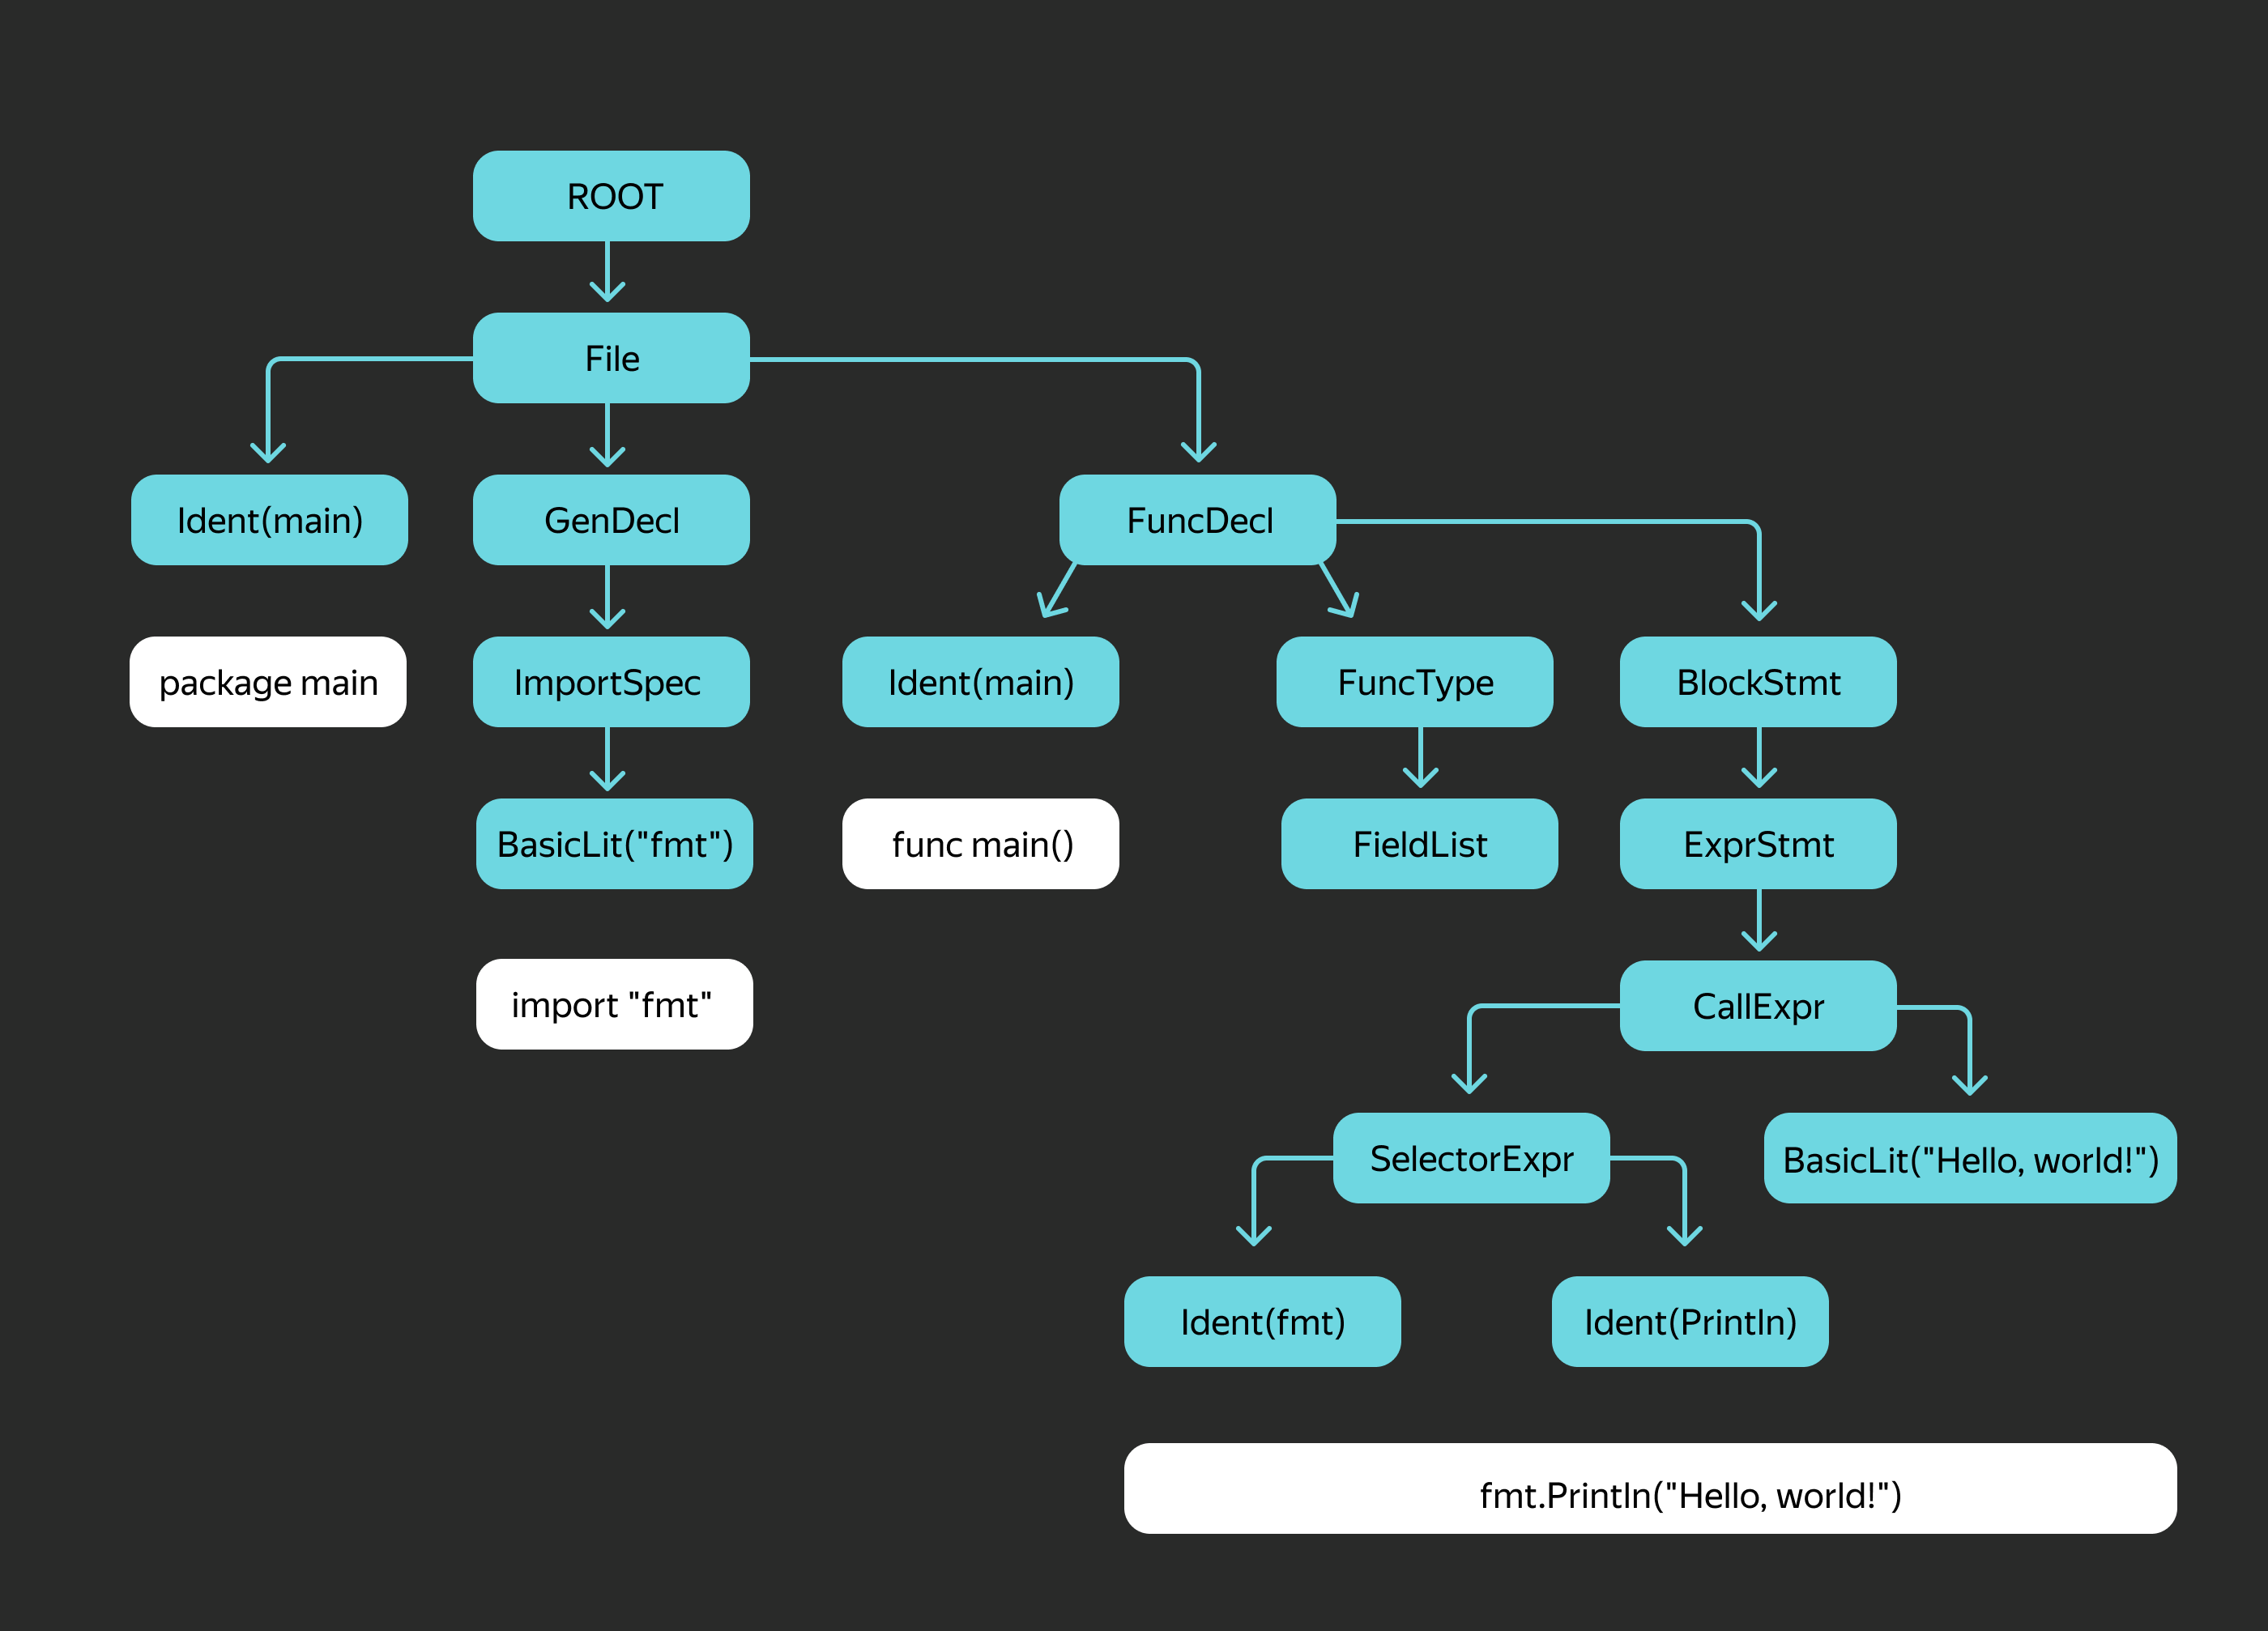 ROOT
File
Ident(main)
GenDecl
FuncDecl
package main
ImportSpec
Ident(main)
FuncType
BlockStmt
BasicLit("fmt")
func main()
FieldList
ExprStmt
import "fmt"
CallExpr
SelectorExpr
BasicLit("Hello, world!")
Ident(fmt)
Ident(Println)
fmt.Println("Hello, world!")